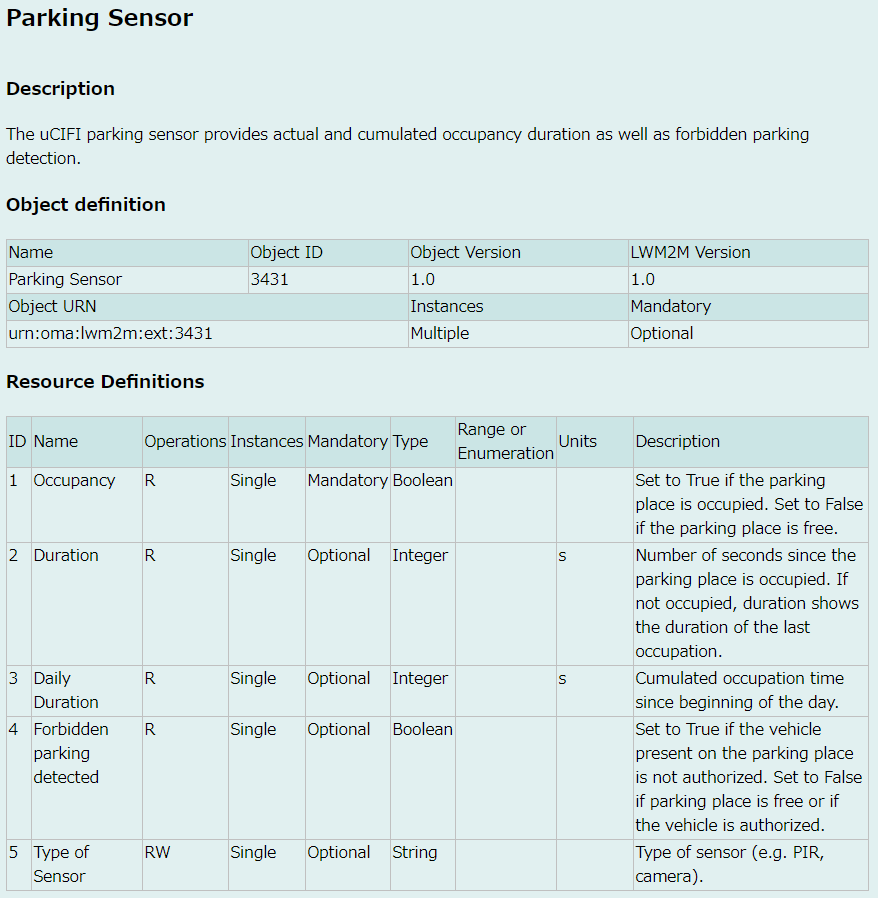 Parking Sensor
Description
The uCIFI parking sensor provides actual and cumulated occupancy duration as well as forbidden parking
detection.
Object definition
Name Object ID Object Version LWM2M Version
Parking Sensor 3431 1.0 1.0
Object URN Instances Mandatory
urn:oma:lwm2m:ext:3431 Multiple Optional
Resource Definitions
ID Name Operations Instances Mandatory Type Range or
Enumeration Units Description
1 Occupancy R Single Mandatory Boolean Set to True if the parking
place is occupied. Set to False
if the parking place is free.
2 Duration R Single Optional Integer s Number of seconds since the
parking place is occupied. If
not occupied, duration shows
the duration of the last
occupation.
3 Daily
Duration R Single Optional Integer s Cumulated occupation time
since beginning of the day.
4 Forbidden
parking
detected R Single Optional Boolean Set to True if the vehicle
present on the parking place
is not authorized. Set to False
if parking place is free or if
the vehicle is authorized.
5 Type of
Sensor RW Single Optional String Type of sensor (e.g. PIR,
camera).